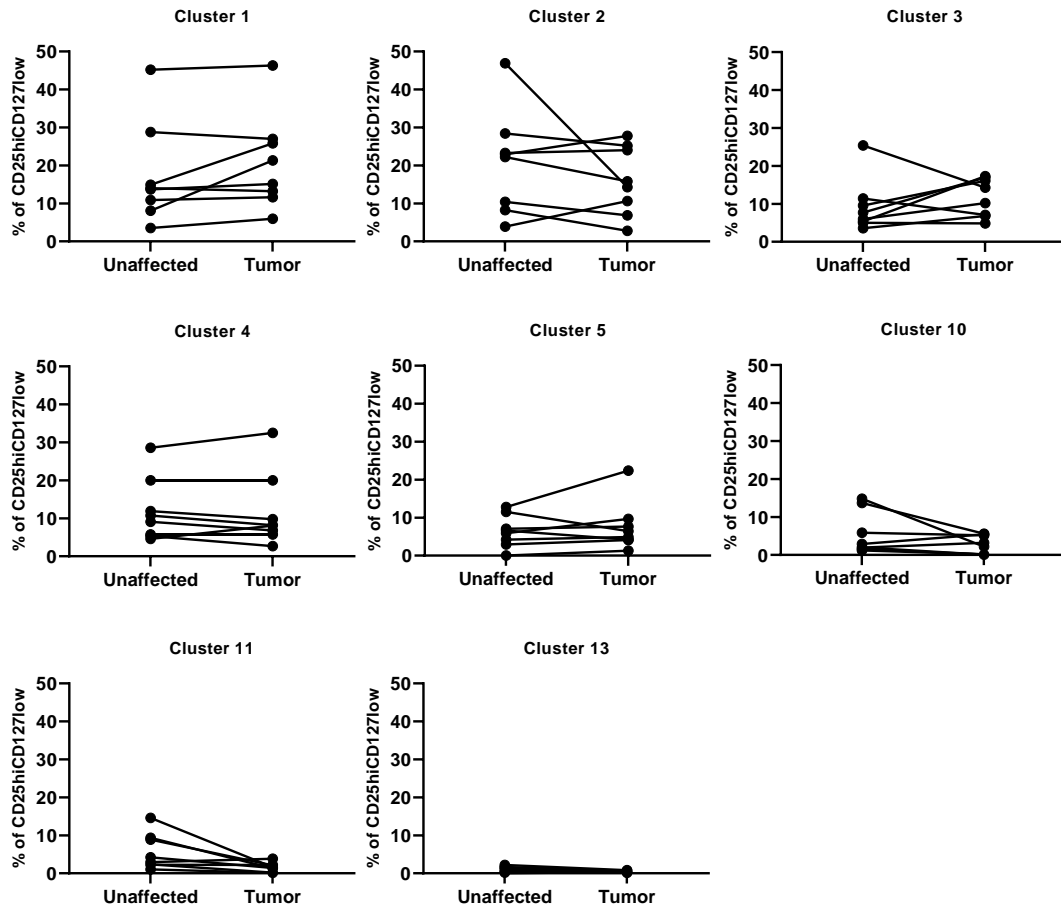 Cluster 1
% of CD25hiCD127low
50
40
30
20
10
0
Unaffected Tumor
Cluster 2
% of CD25hiCD127low
50
40
30
20
10
0
Unaffected Tumor
Cluster 3
% of CD25hiCD127low
50
40
30
20
10
0
Unaffected Tumor
Cluster 4
% of CD25hiCD127low
50
40
30
20
10
0
Unaffected Tumor
Cluster 5
% of CD25hiCD127low
50
40
30
20
10
0
Unaffected Tumor
Cluster 10
% of CD25hiCD127low
50
40
30
20
10
0
Unaffected Tumor
Cluster 11
% of CD25hiCD127low
50
40
30
20
10
0
Unaffected Tumor
Cluster 13
% of CD25hiCD127low
50
40
30
20
10
0
Unaffected Tumor